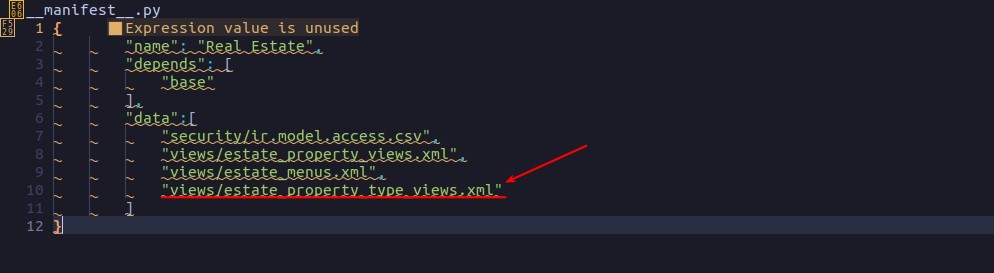 __manifest__.py
1 { Expression value is unused
2 "name": "Real Estate",
3 "depends": [
4 "base"
5 ],
6 "data":[
7 "security/ir.model.access.csv",
8 "views/estate_property_views.xml",
9 "views/estate_menus.xml",
10 "views/estate_property_type_views.xml"
11 ]
12 }